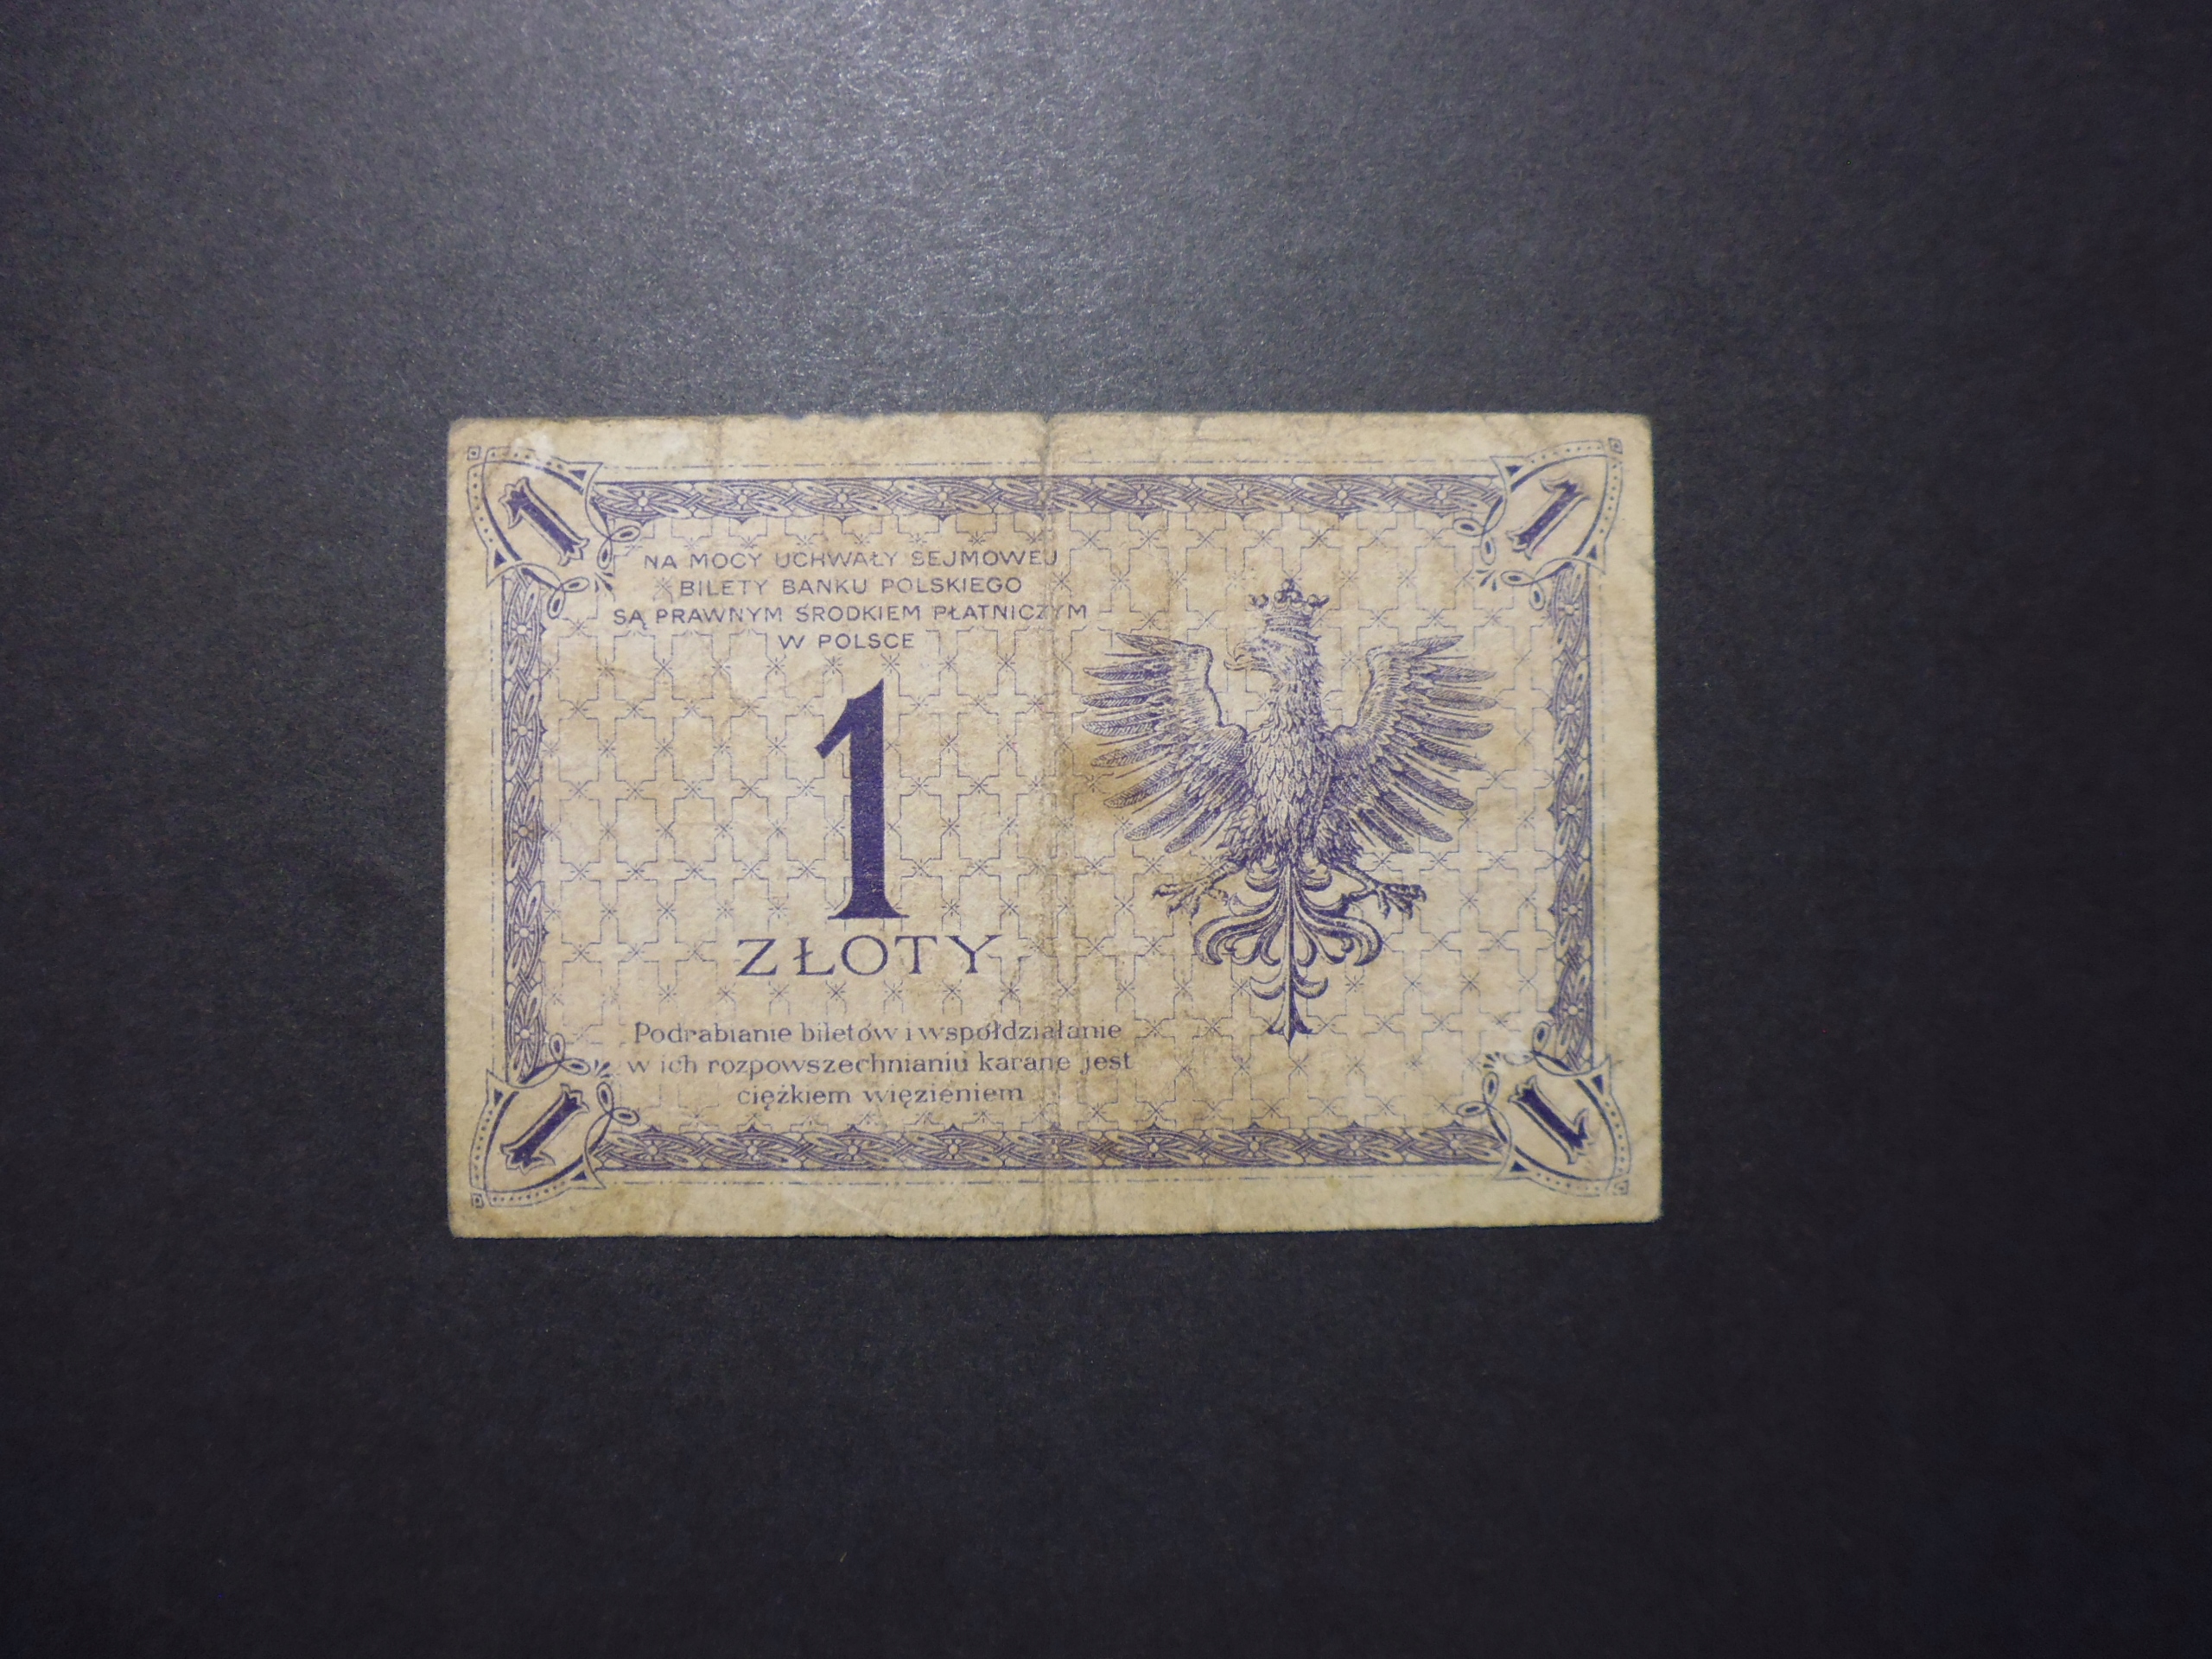 1
1
NA MOCY UCHWAŁY SEJMOWEJ
BILETY BANKU POLSKIEGO
SĄ PRAWNYM ŚRODKIEM PŁATNICZYM
W POLSCE
1
ZŁOTY
Podrabianie biletów i współdziałanie
w ich rozpowszechnianiu karane jest
ciężkiem więzieniem
1
1